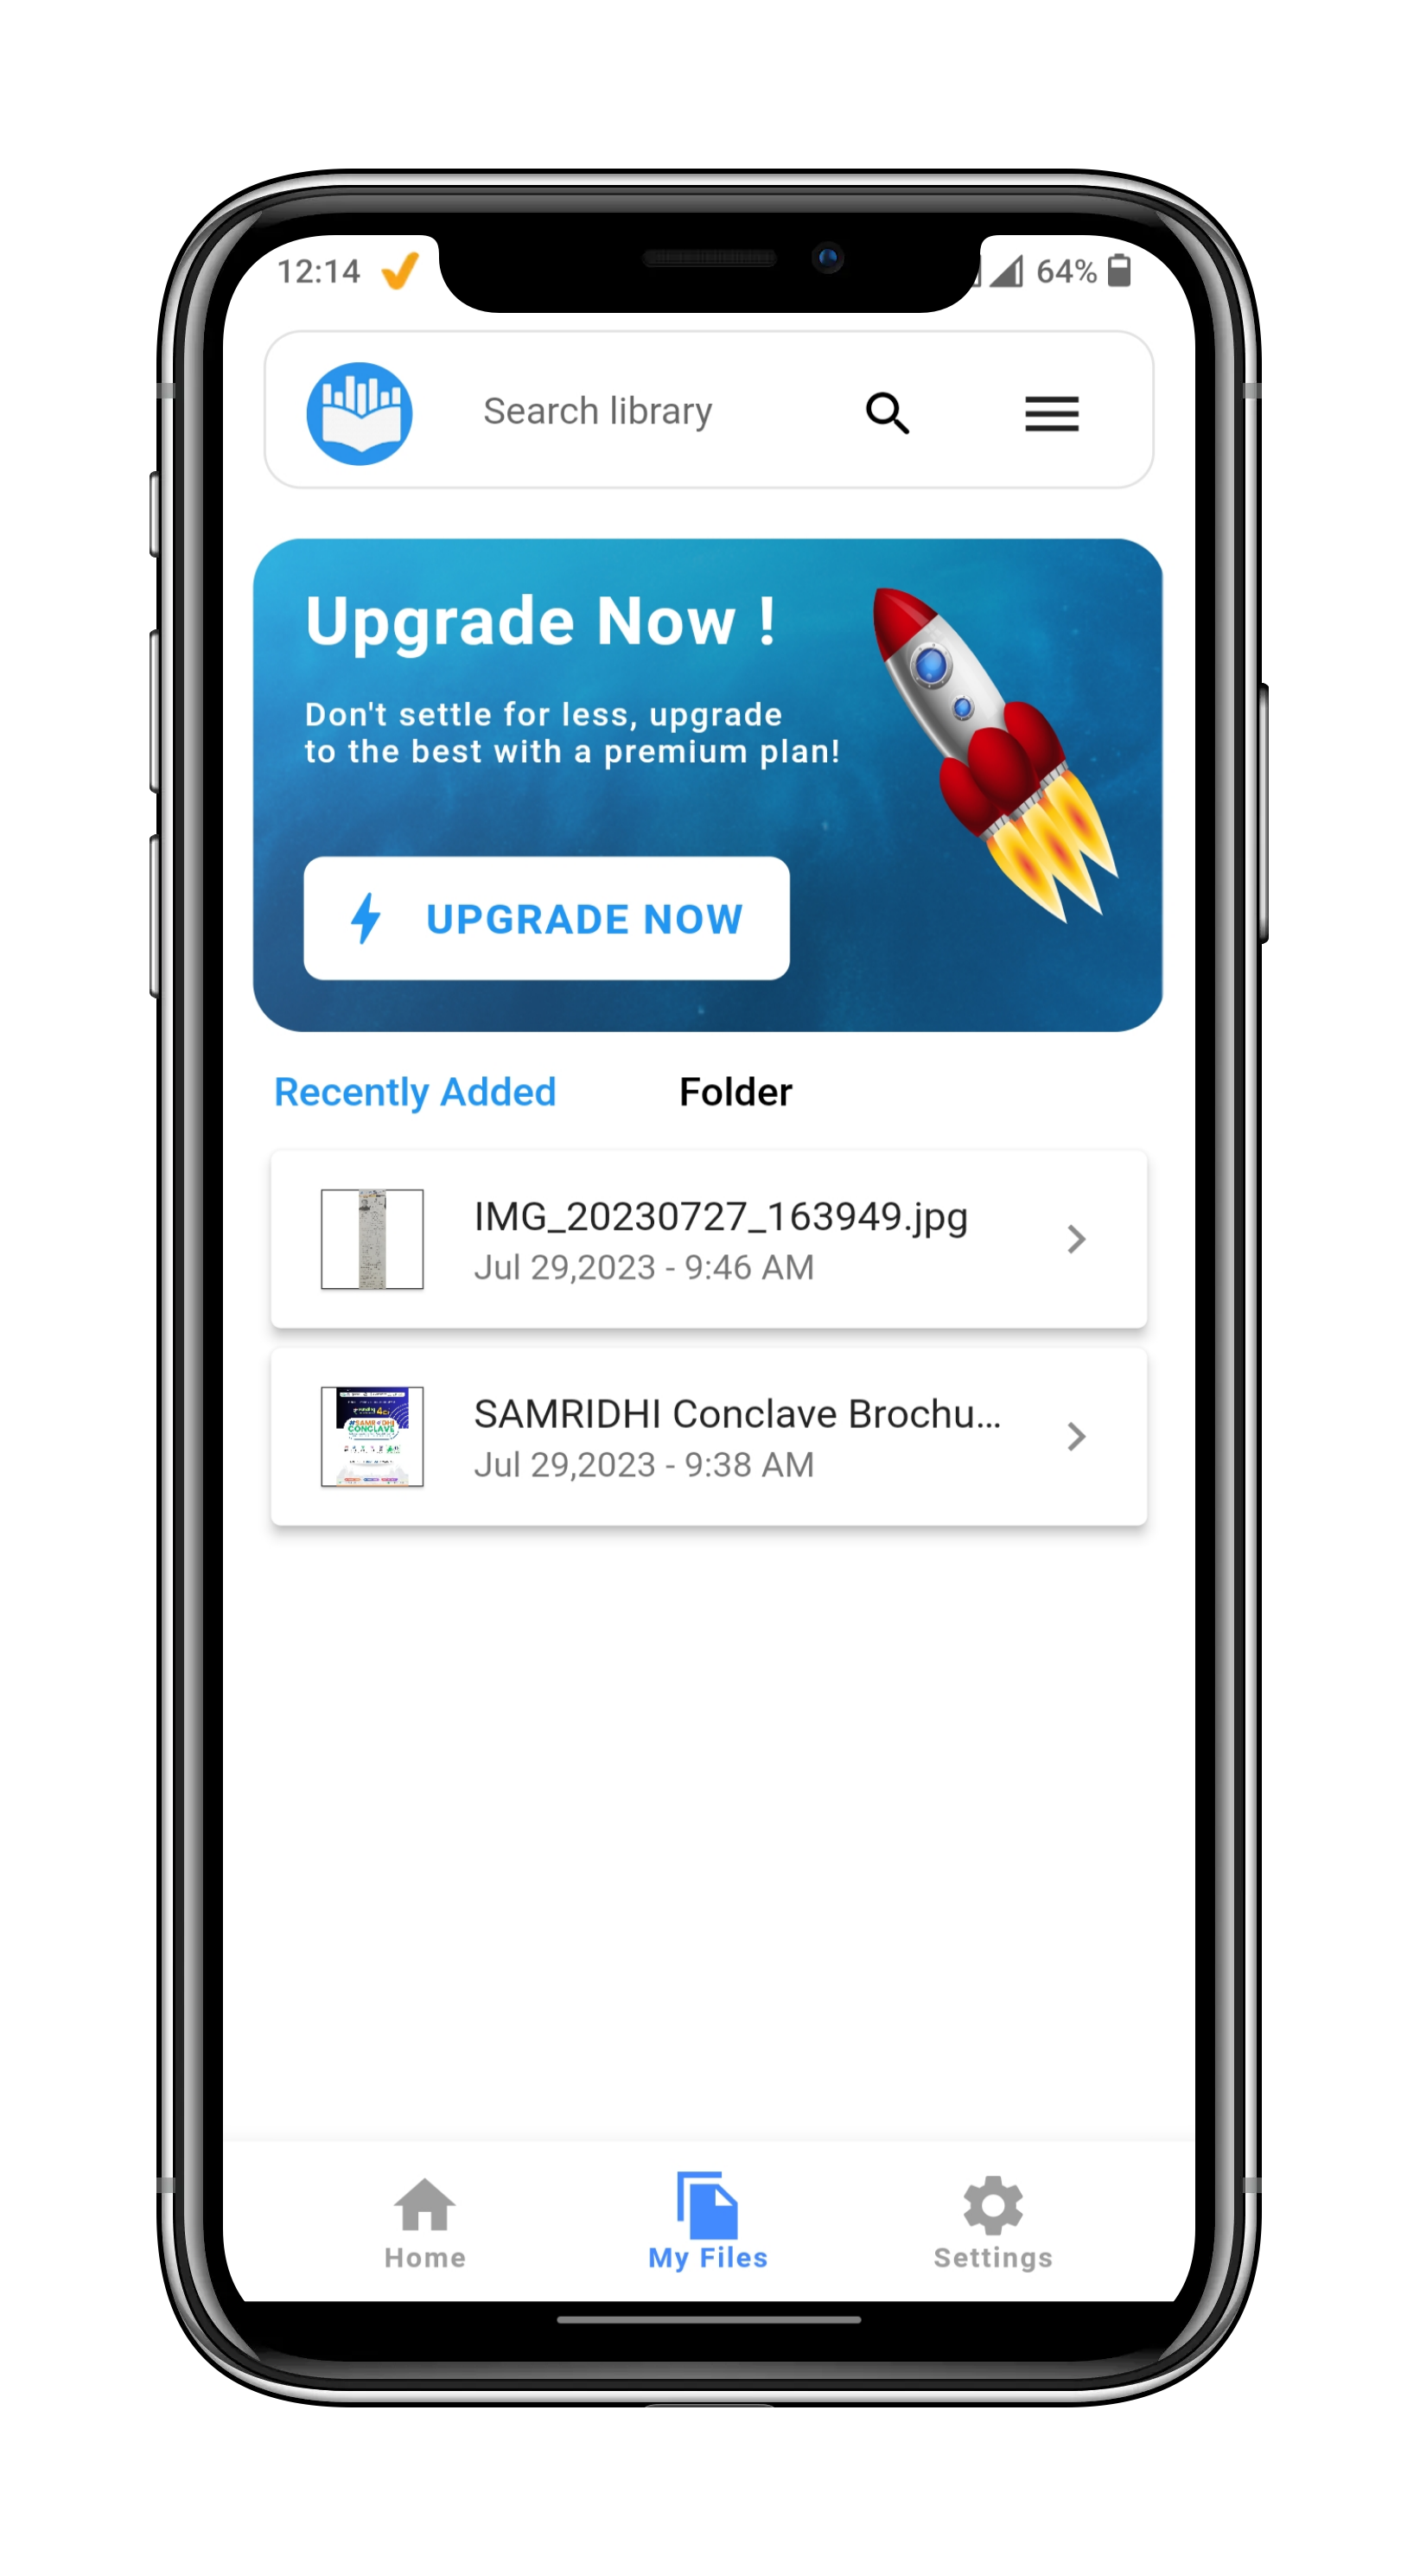 12:14
64%
Search library
Upgrade Now !
Don't settle for less, upgrade
to the best with a premium plan!
UPGRADE NOW
Recently Added
Folder
IMG_20230727_163949.jpg
Jul 29,2023 - 9:46 AM
SAMRIDHI Conclave Brochu...
Jul 29,2023 - 9:38 AM
#SAMRIDHI
CONCLAVE
Home
My Files
Settings